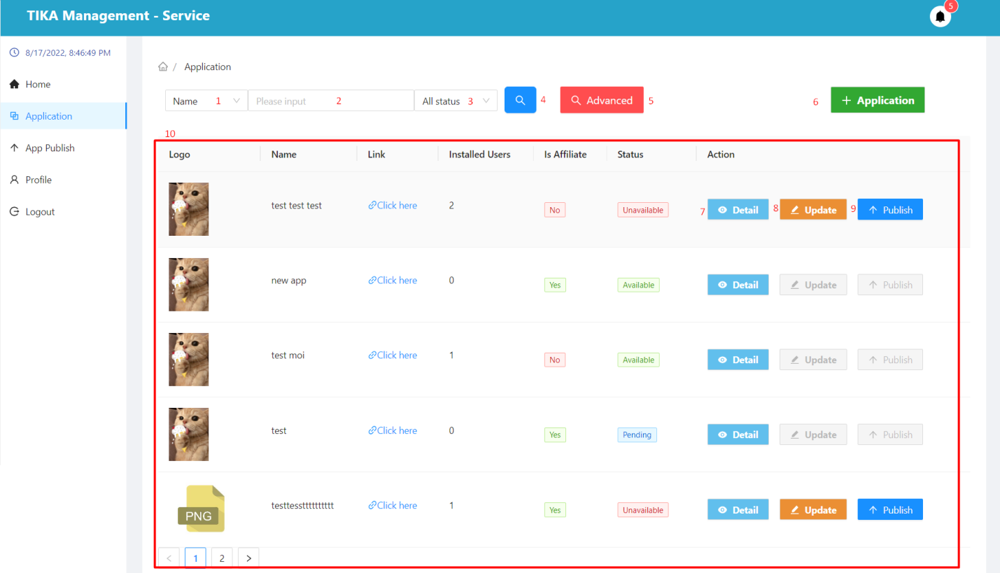 TIKA Management - Service
5
8/17/2022, 8:46:49 PM
Home
Application
App Publish
Profile
Logout
/ Application
Name 1 Please input 2 All status 3 4 Advanced 5 6 + Application
10
Logo Name Link Installed Users Is Affiliate Status Action
test test test Click here 2 No Unavailable 7 Detail 8 Update 9 Publish
new app Click here 0 Yes Available Detail Update Publish
test moi Click here 1 No Available Detail Update Publish
test Click here 0 Yes Pending Detail Update Publish
PNG testtesstttttttttt Click here 1 Yes Unavailable Detail Update Publish
< 1 2 >